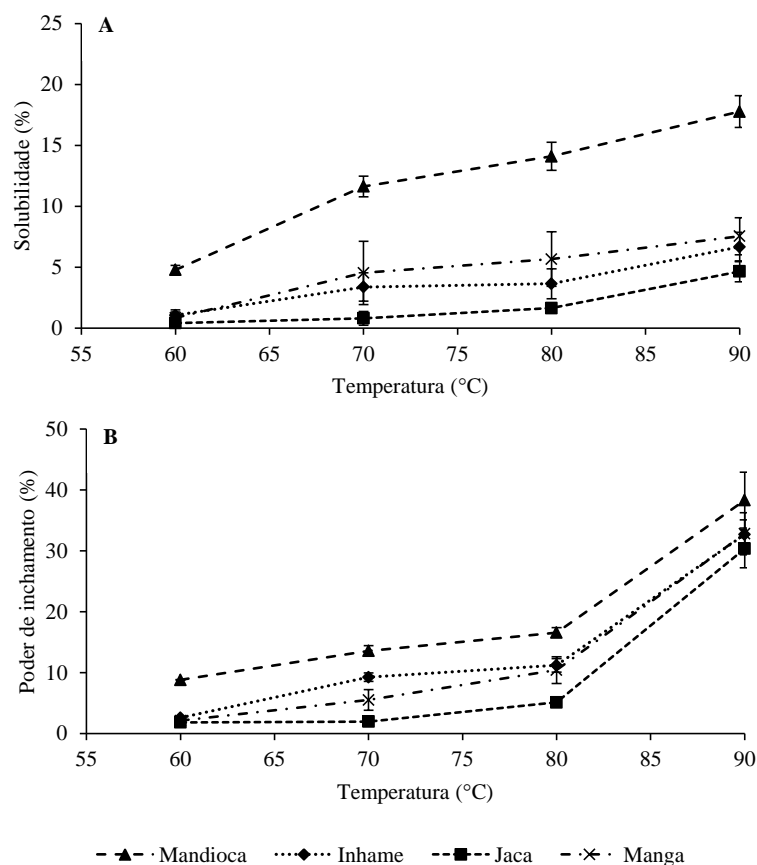 A
25
20
15
10
5
0
Solubilidade (%)
55 60 65 70 75 80 85 90
Temperatura (°C)
B
50
40
30
20
10
0
Poder de inchamento (%)
55 60 65 70 75 80 85 90
Temperatura (°C)
Mandioca Inhame Jaca Manga